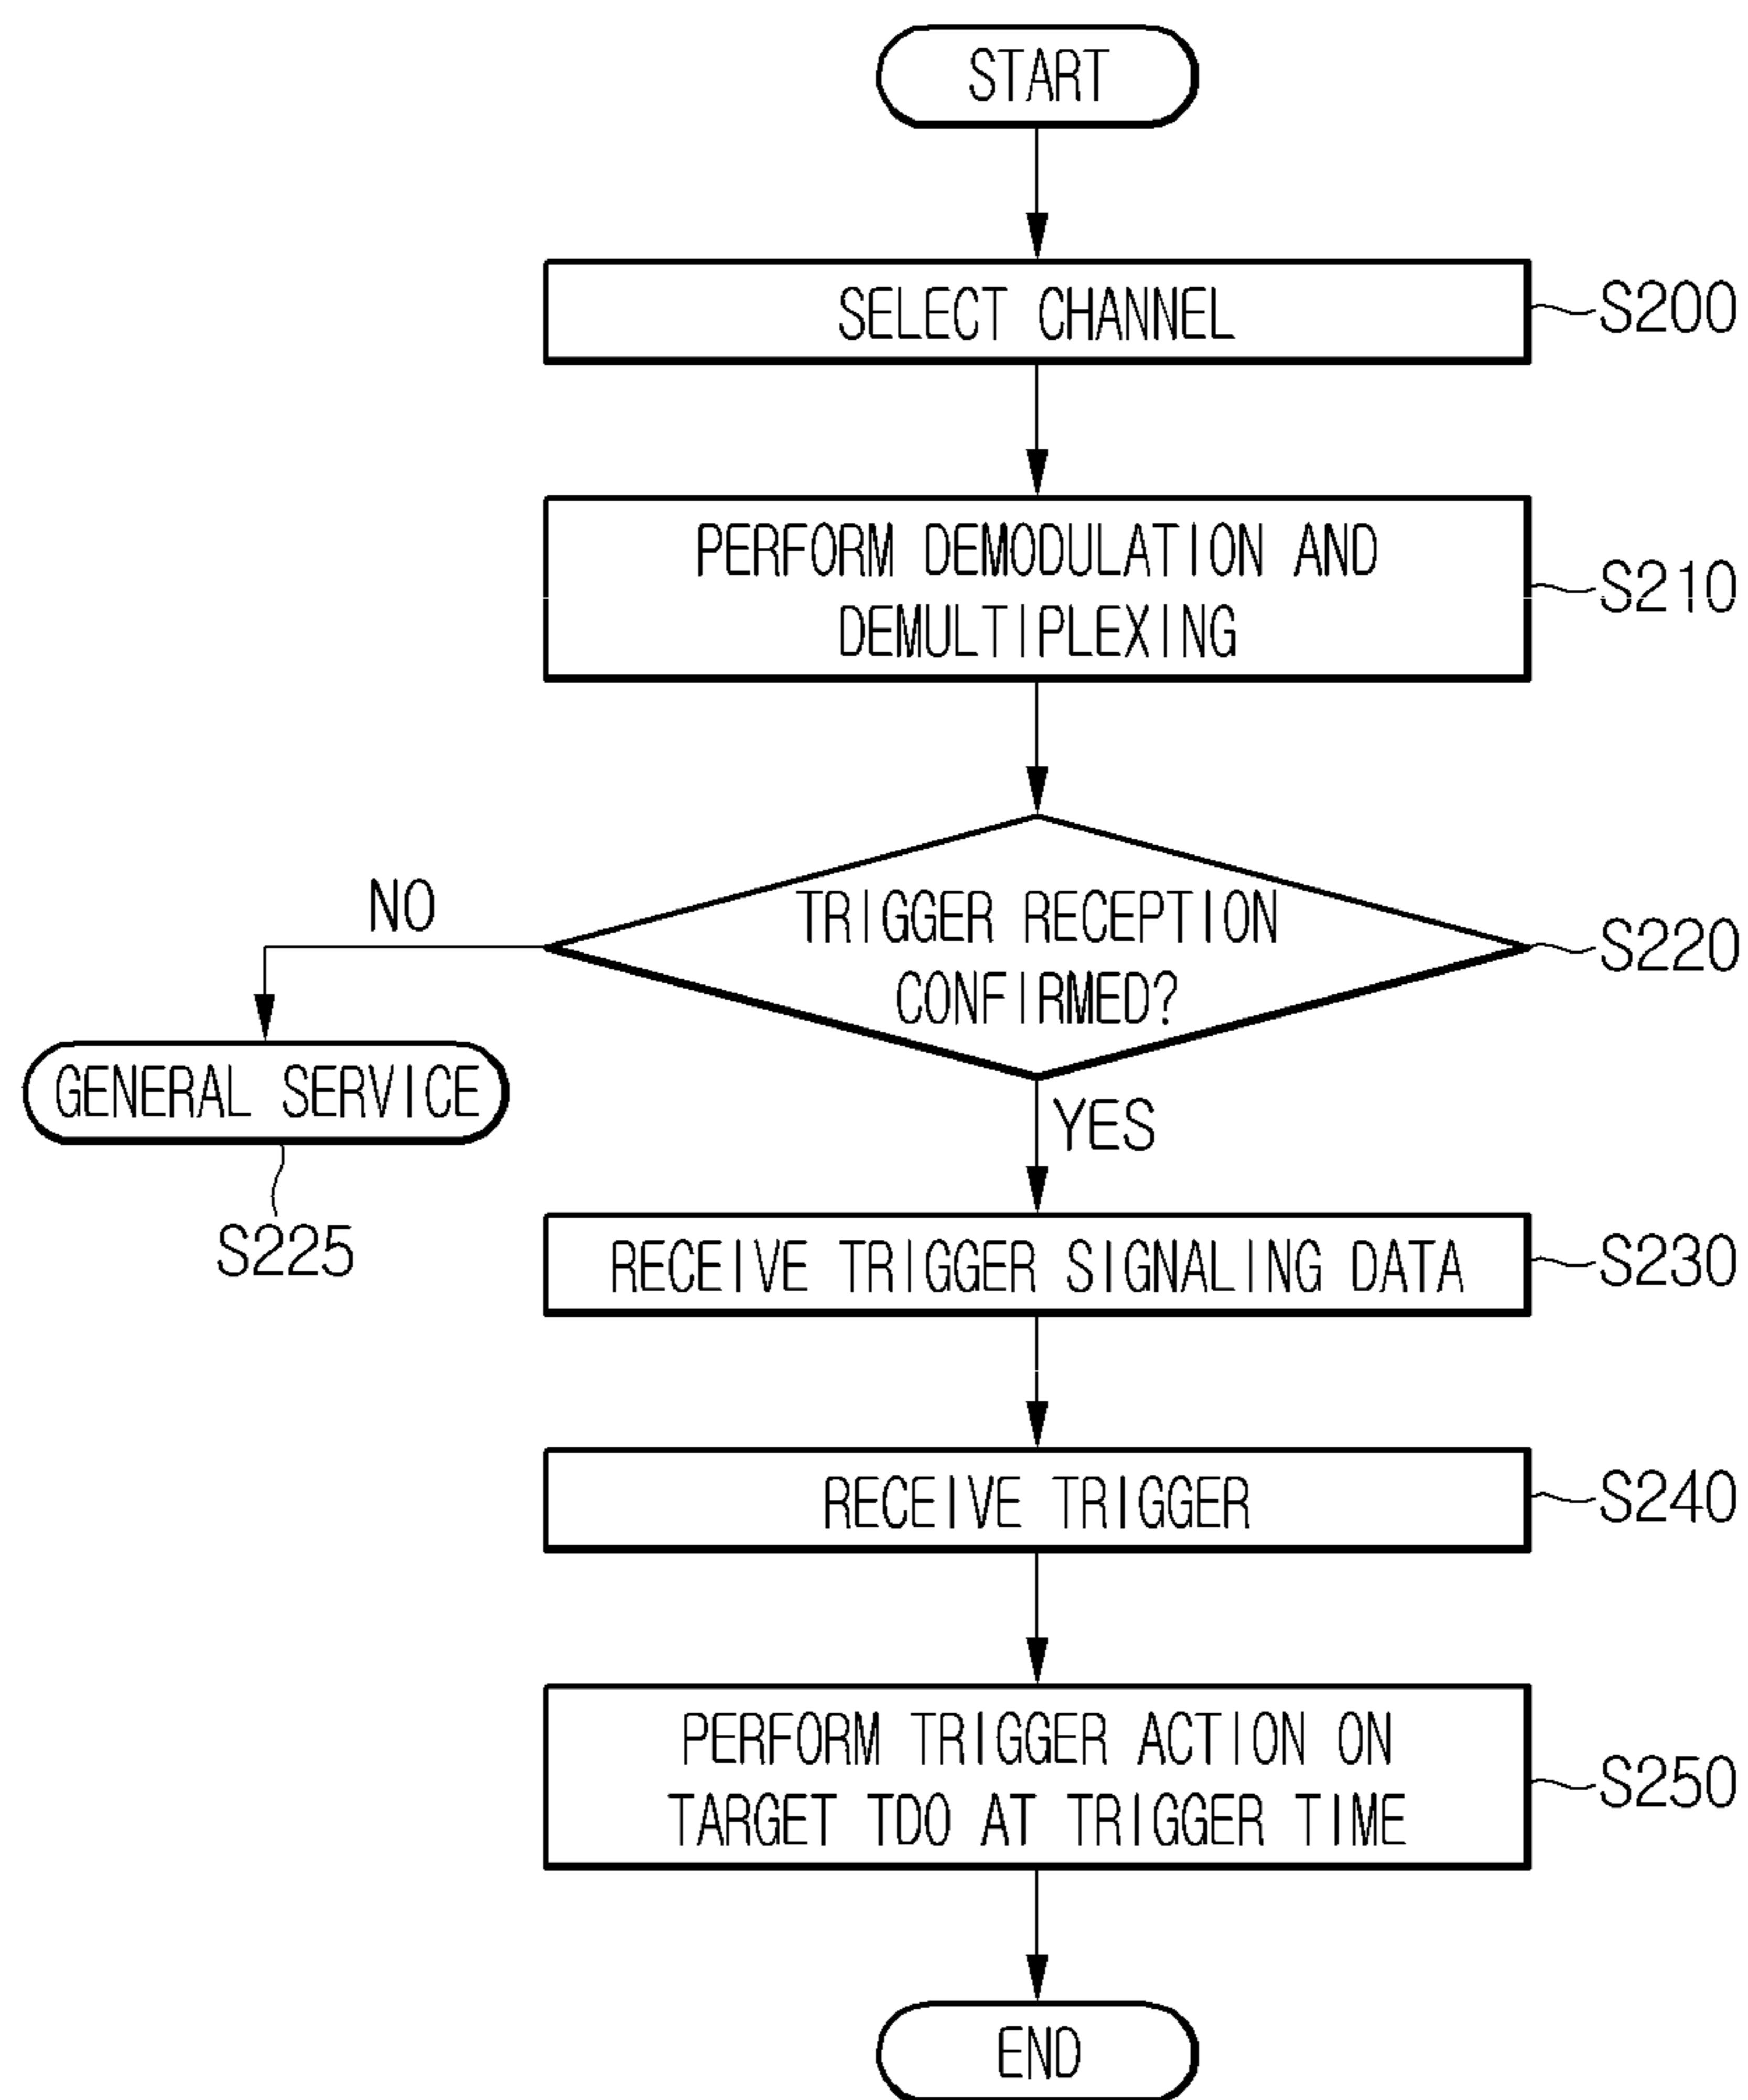 START
SELECT CHANNEL
S200
PERFORM DEMODULATION AND
DEMULTIPLEXING
S210
TRIGGER RECEPTION
CONFIRMED?
S220
NO
GENERAL SERVICE
S225
YES
RECEIVE TRIGGER SIGNALING DATA
S230
RECEIVE TRIGGER
S240
PERFORM TRIGGER ACTION ON
TARGET TDO AT TRIGGER TIME
S250
END